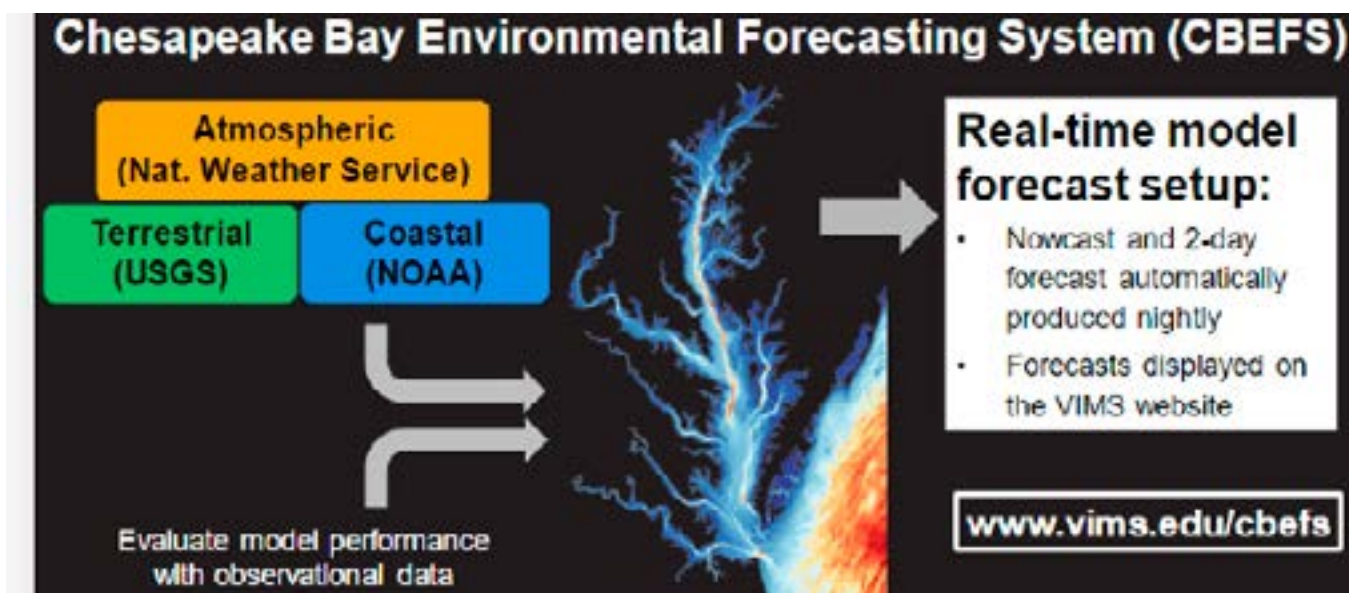 Chesapeake Bay Environmental Forecasting System (CBEFS)
Atmospheric
(Nat. Weather Service)
Terrestrial
(USGS)
Coastal
(NOAA)
Evaluate model performance
with observational data
Real-time model
forecast setup:
• Nowcast and 2-day
forecast automatically
produced nightly
• Forecasts displayed on
the VIMS website
www.vims.edu/cbefs